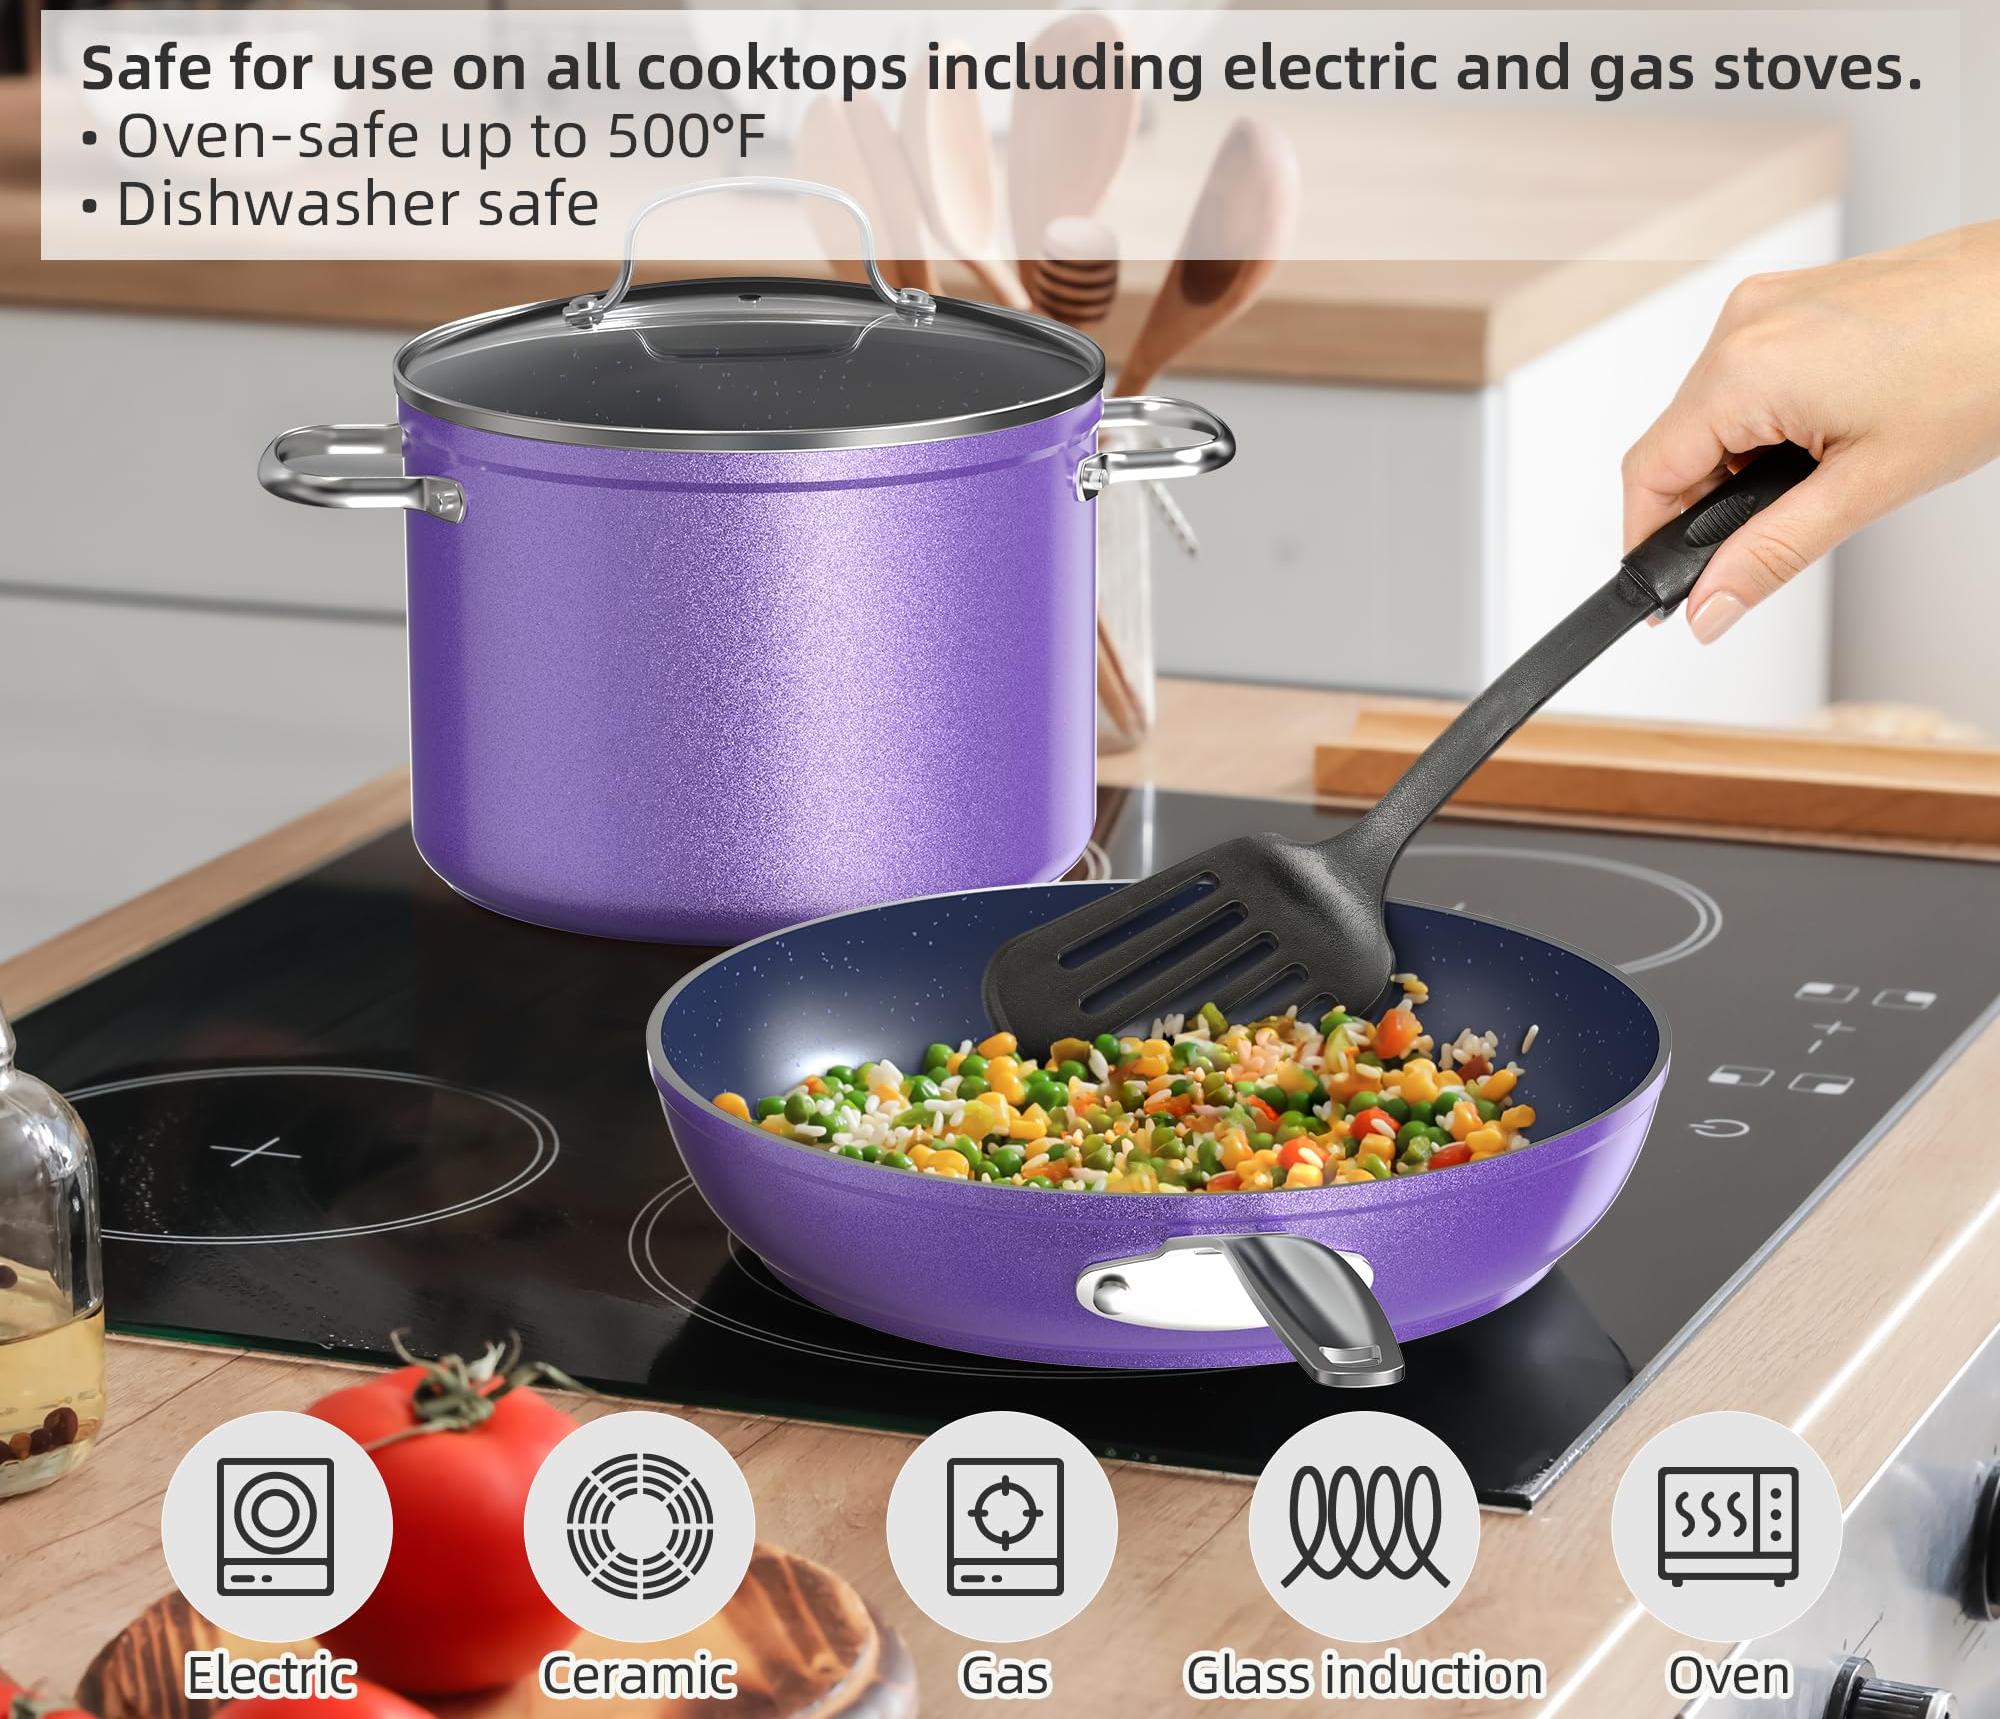 Safe for use on all cooktops including electric and gas stoves.
• Oven-safe up to 500°F
• Dishwasher safe
Electric
Ceramic
Gas
Glass induction
Oven